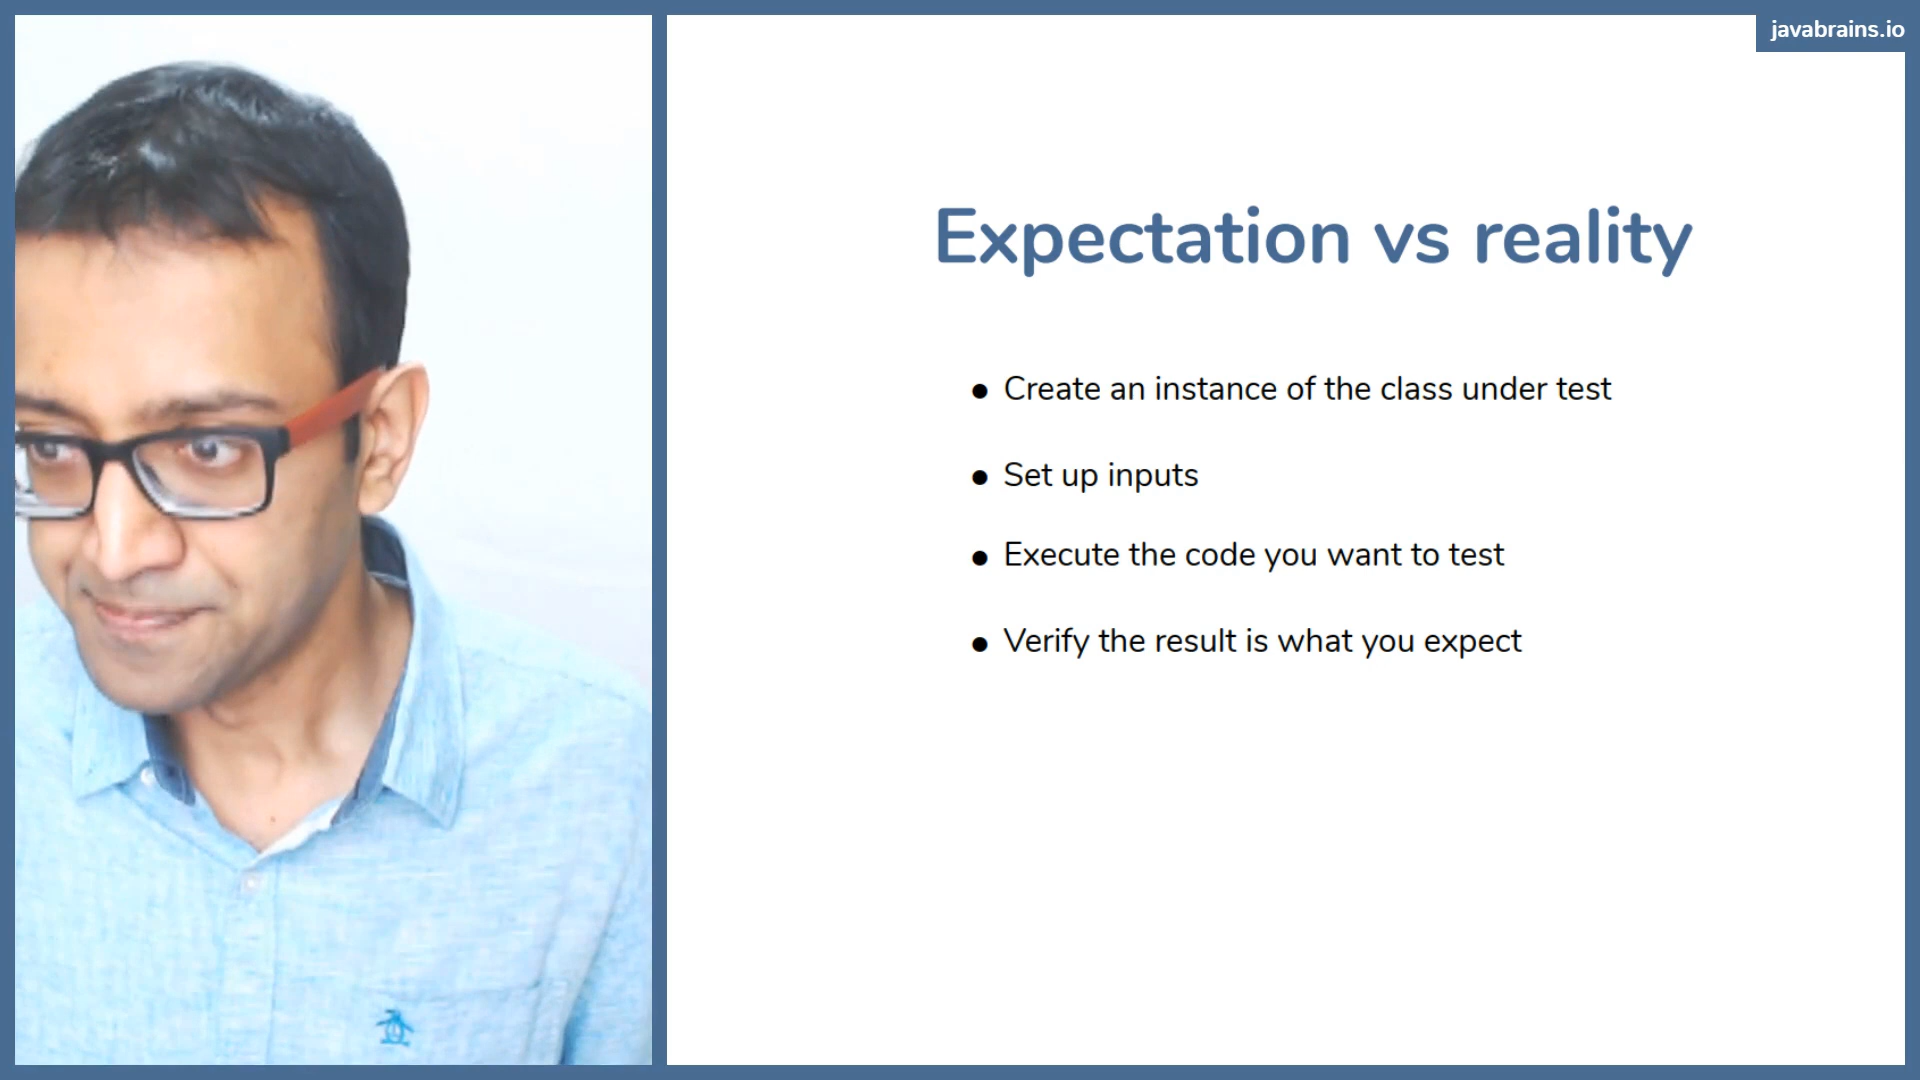 javabrains.io
Expectation vs reality
● Create an instance of the class under test
● Set up inputs
● Execute the code you want to test
● Verify the result is what you expect